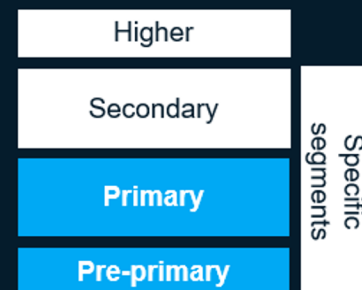 Higher
Secondary
Primary
Pre-primary
Specific
segments